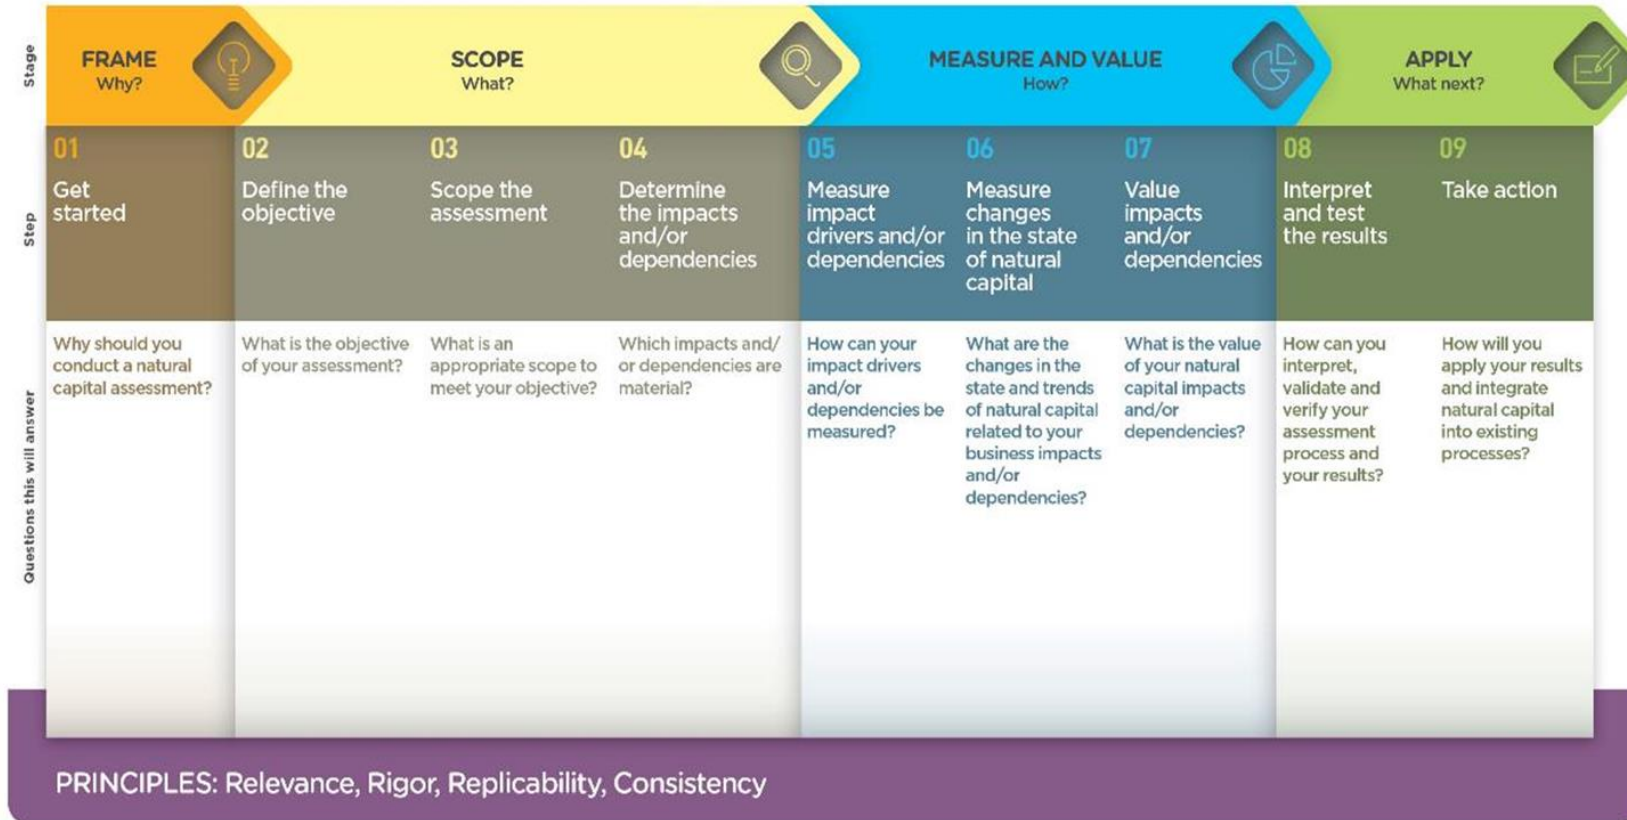 Stage
FRAME
Why?
SCOPE
What?
MEASURE AND VALUE
How?
APPLY
What next?
Step
01
Get
started
02
Define the
objective
03
Scope the
assessment
04
Determine
the impacts
and/or
dependencies
05
Measure
impact
drivers and/or
dependencies
06
Measure
changes
in the state
of natural
capital
07
Value
impacts
and/or
dependencies
08
Interpret
and test
the results
09
Take action
Questions this will answer
Why should you
conduct a natural
capital assessment?
What is the objective
of your assessment?
What is an
appropriate scope to
meet your objective?
Which impacts and/
or dependencies are
material?
How can your
impact drivers
and/or
dependencies be
measured?
What are the
changes in the
state and trends
of natural capital
related to your
business impacts
and/or
dependencies?
What is the value
of your natural
capital impacts
and/or
dependencies?
How can you
interpret,
validate and
verify your
assessment
process and
your results?
How will you
apply your results
and integrate
natural capital
into existing
processes?
PRINCIPLES: Relevance, Rigor, Replicability, Consistency